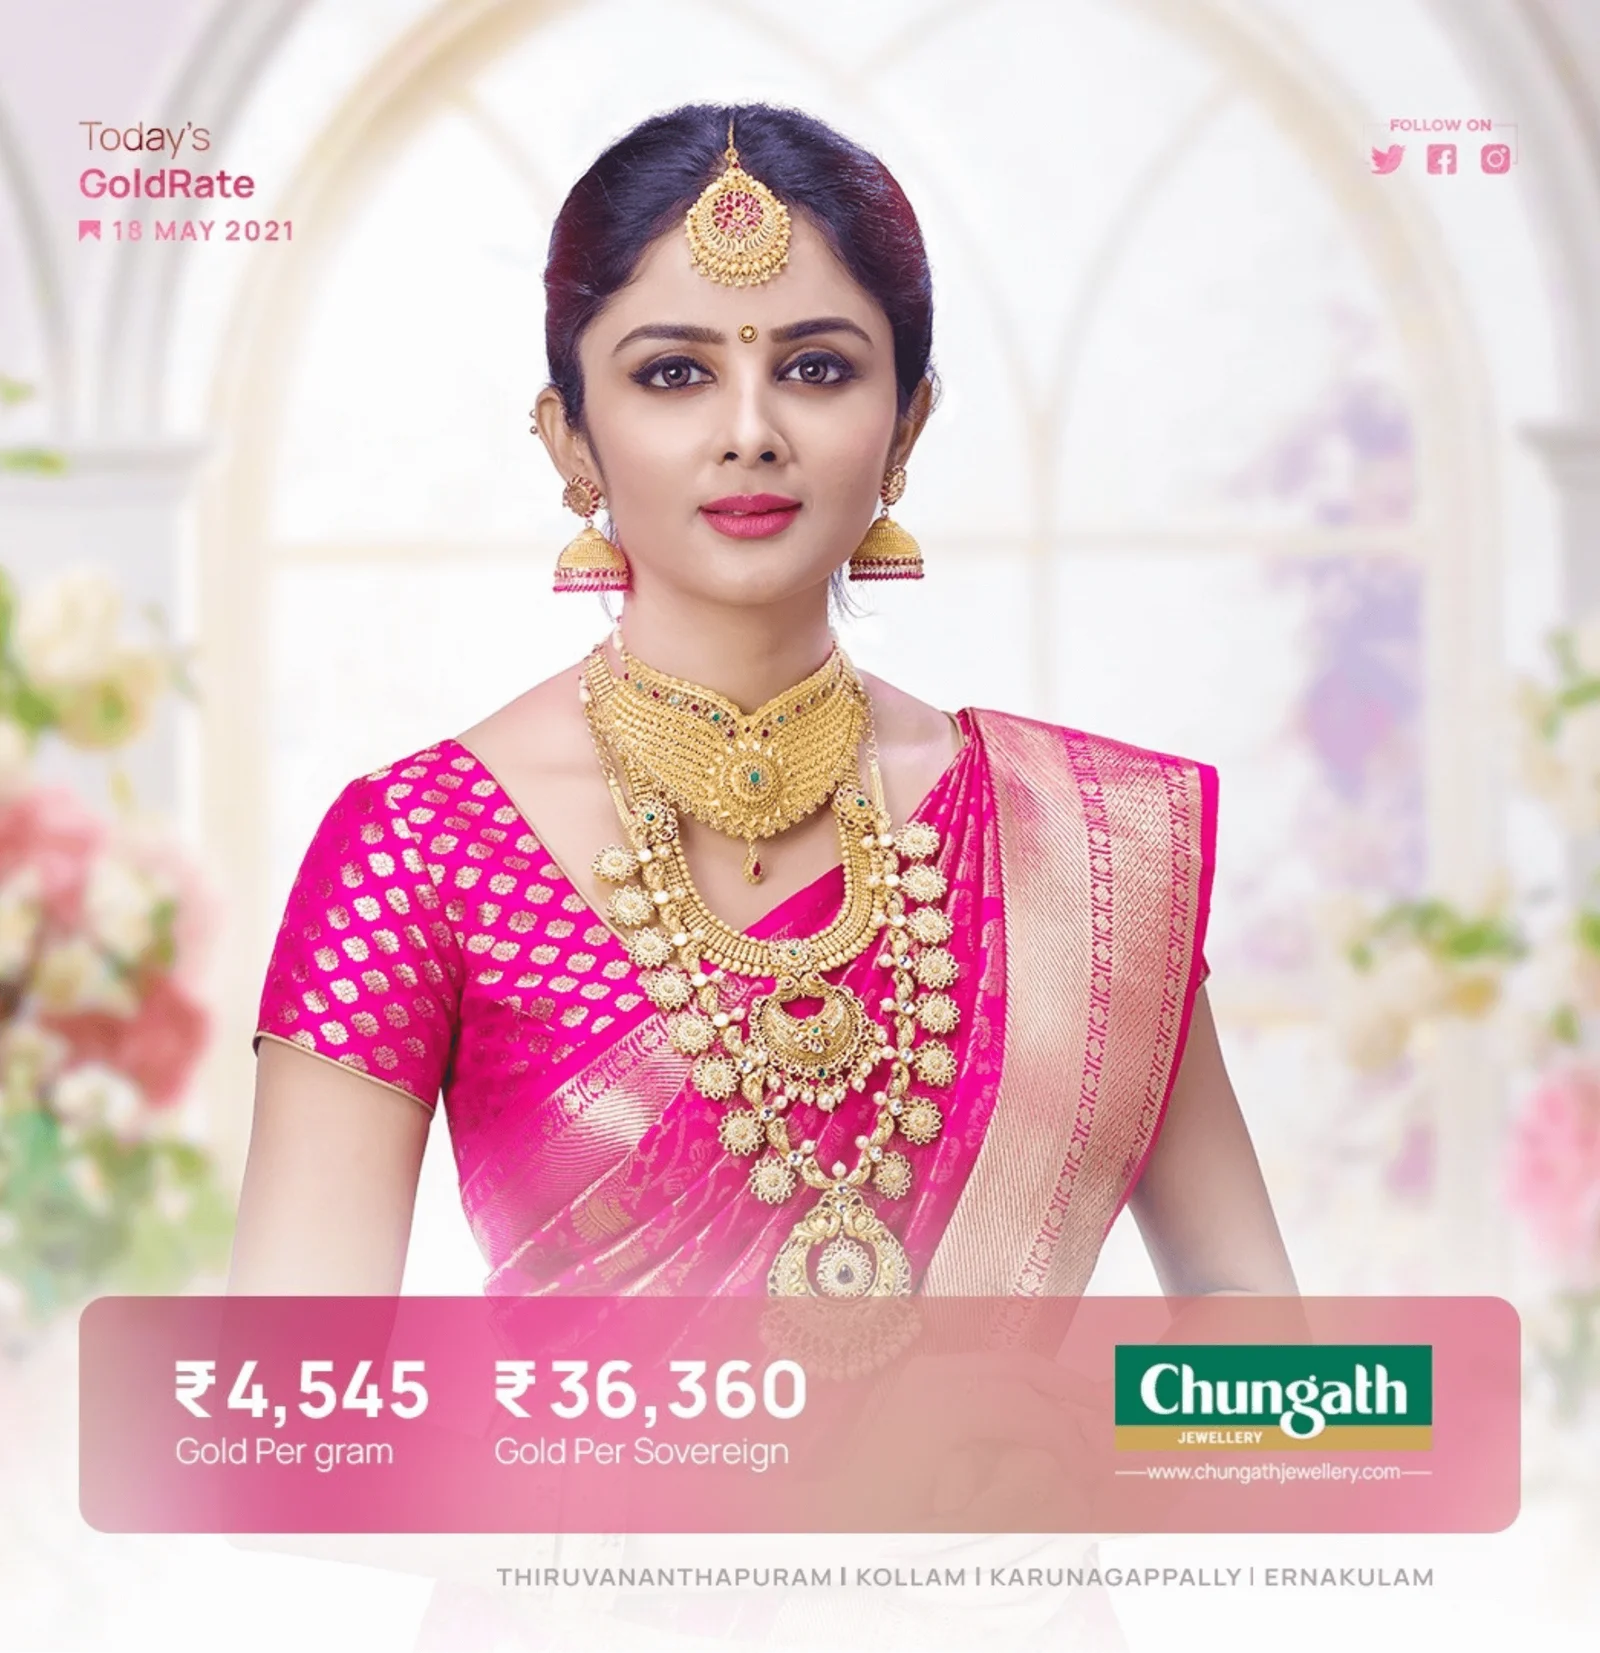 Today's
GoldRate
18 MAY 2021
FOLLOW ON
₹4,545
Gold Per gram
₹36,360
Gold Per Sovereign
Chungath
JEWELLERY
www.chungathjewellery.com
THIRUVANANTHAPURAM | KOLLAM | KARUNAGAPPALLY | ERNAKULAM